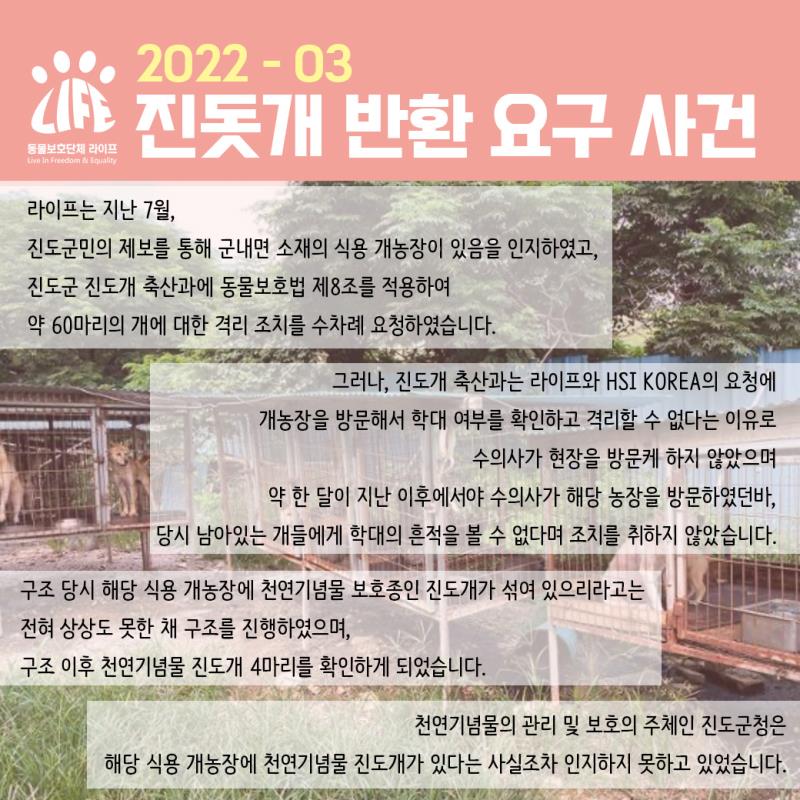 LIFE
동물보호단체 라이프
Live In Freedom & Equality
2022 - 03
진돗개 반환 요구 사건
라이프는 지난 7월,
진도군민의 제보를 통해 군내면 소재의 식용 개농장이 있음을 인지하였고,
진도군 진도개 축산과에 동물보호법 제8조를 적용하여
약 60마리의 개에 대한 격리 조치를 수차례 요청하였습니다.
그러나, 진도개 축산과는 라이프와 HSI KOREA의 요청에
개농장을 방문해서 학대 여부를 확인하고 격리할 수 없다는 이유로
수의사가 현장을 방문케 하지 않았으며
약 한 달이 지난 이후에서야 수의사가 해당 농장을 방문하였던바,
당시 남아있는 개들에게 학대의 흔적을 볼 수 없다며 조치를 취하지 않았습니다.
구조 당시 해당 식용 개농장에 천연기념물 보호종인 진도개가 섞여 있으리라고는
전혀 상상도 못한 채 구조를 진행하였으며,
구조 이후 천연기념물 진도개 4마리를 확인하게 되었습니다.
천연기념물의 관리 및 보호의 주체인 진도군청은
해당 식용 개농장에 천연기념물 진도개가 있다는 사실조차 인지하지 못하고 있었습니다.